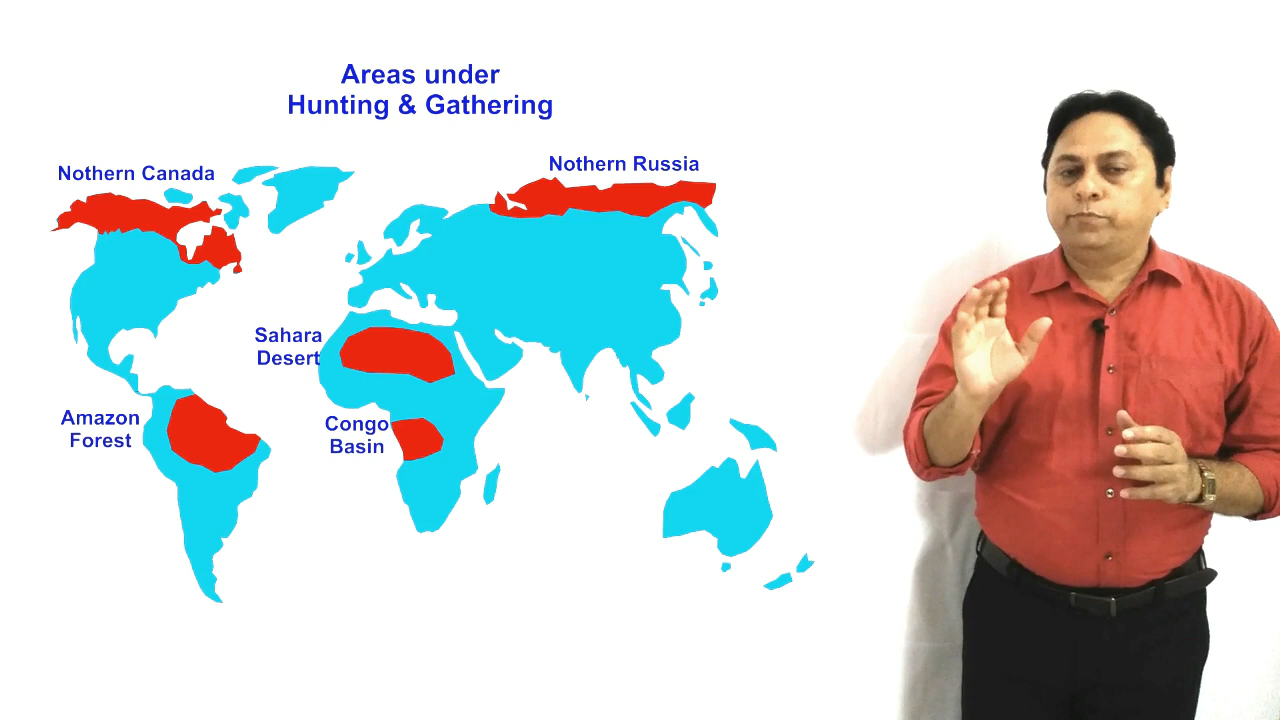 Areas under
Hunting & Gathering
Nothern Canada
Nothern Russia
Sahara
Desert
Amazon
Forest
Congo
Basin